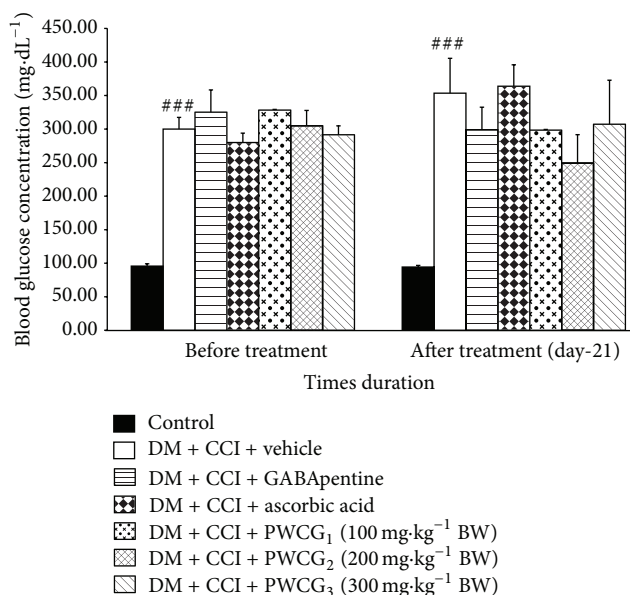 Blood glucose concentration (mg·dL⁻¹)
450.00
400.00
350.00
300.00
250.00
200.00
150.00
100.00
50.00
0.00
###
###
Before treatment
After treatment (day-21)
Times duration
Control
DM + CCI + vehicle
DM + CCI + GABApentine
DM + CCI + ascorbic acid
DM + CCI + PWCG₁ (100 mg·kg⁻¹ BW)
DM + CCI + PWCG₂ (200 mg·kg⁻¹ BW)
DM + CCI + PWCG₃ (300 mg·kg⁻¹ BW)